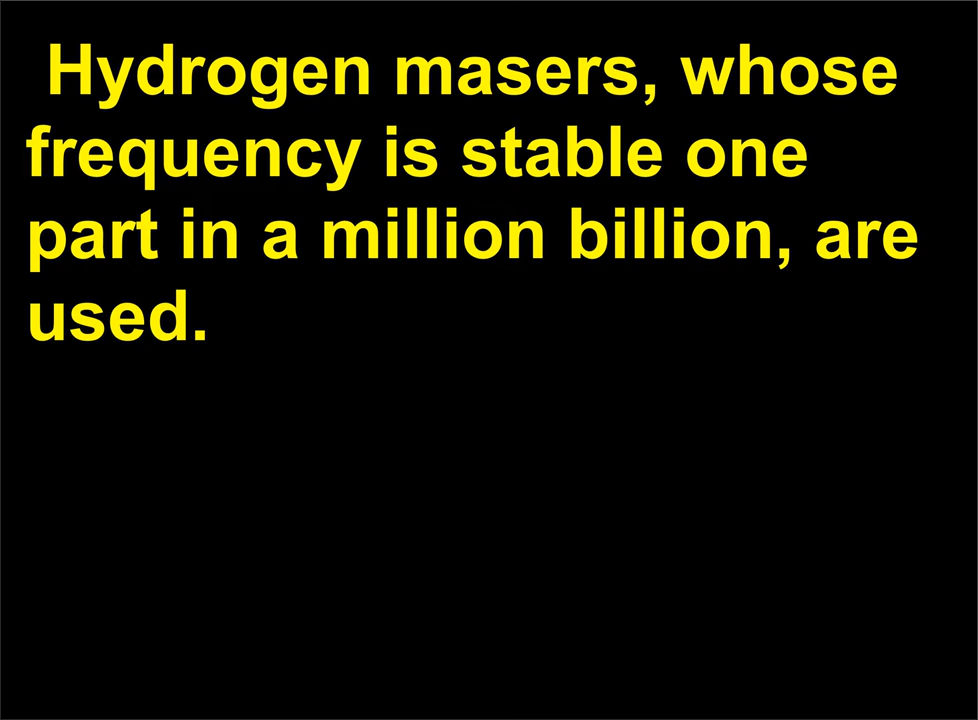 Hydrogen masers, whose
frequency is stable one
part in a million billion, are
used.